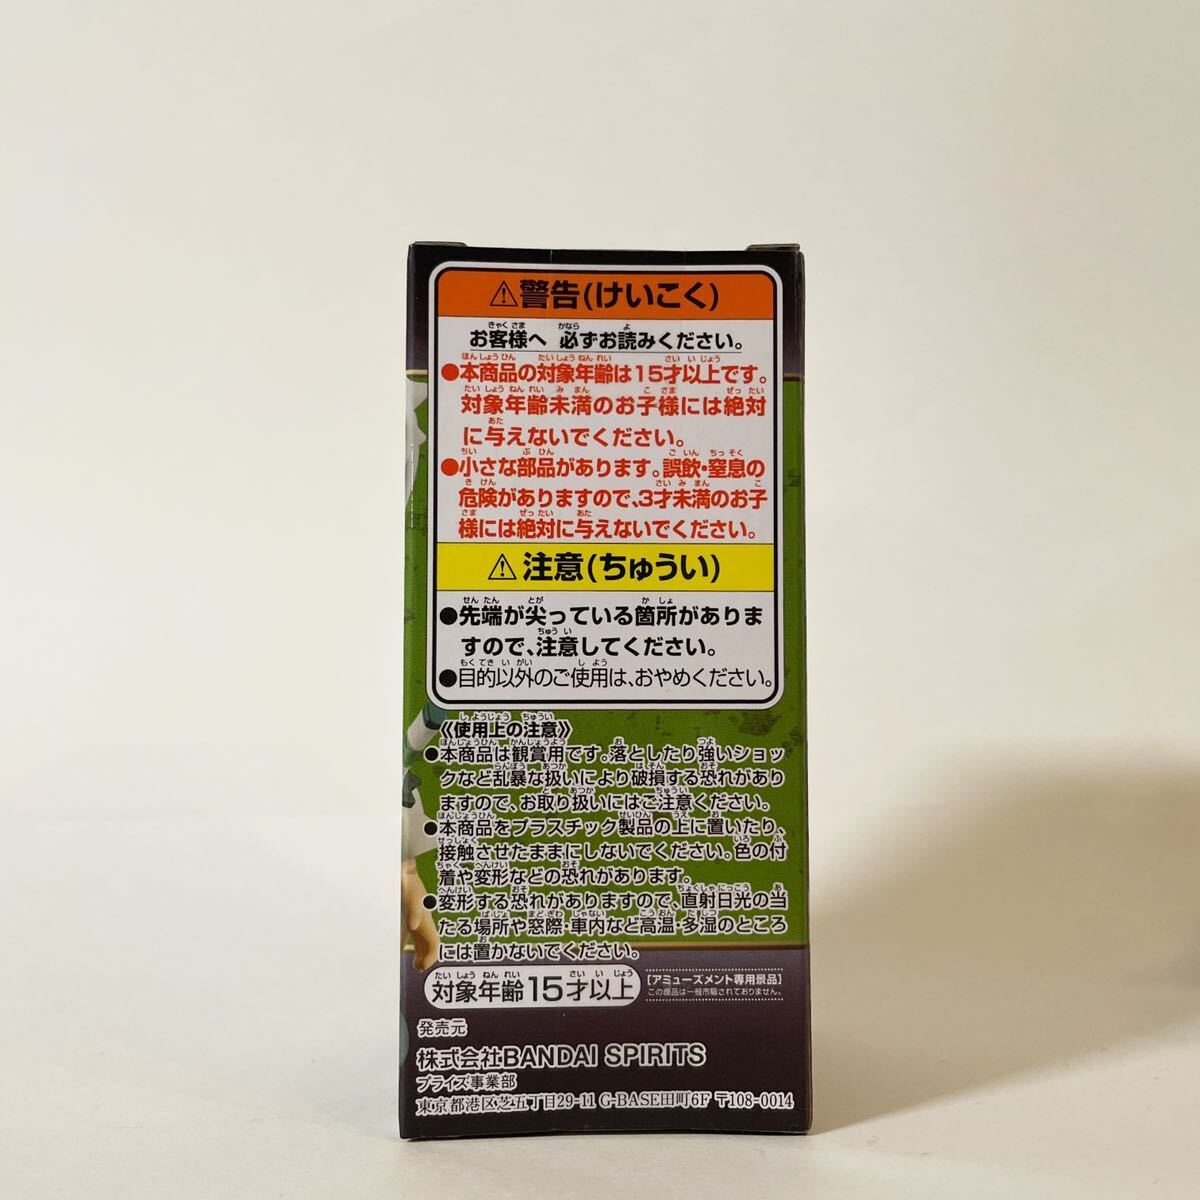 ⚠警告(けいこく)
お客様へ 必ずお読みください。
●本商品の対象年齢は15才以上です。
対象年齢未満のお子様には絶対
に与えないでください。
●小さな部品があります。誤飲・窒息の
危険がありますので、3才未満のお子
様には絶対に与えないでください。
⚠注意(ちゅうい)
●先端が尖っている箇所がありま
すので、注意してください。
●目的以外のご使用は、おやめください。
《使用上の注意》
●本商品は観賞用です。落としたり強いショッ
クなど乱暴な扱いにより破損する恐れがあり
ますので、お取り扱いにはご注意ください。
●本商品をプラスチック製品の上に置いたり、
接触させたままにしないでください。色の付
着や変形などの恐れがあります。
●変形する恐れがありますので、直射日光の当
たる場所や窓際・車内など高温・多湿のところ
には置かないでください。
対象年齢15才以上
[アミューズメント専用景品]
この商品は一般市販されておりません。
発売元
株式会社BANDAI SPIRITS
プライズ事業部
東京都港区芝五丁目29-11 G-BASE田町6F 〒108-0014